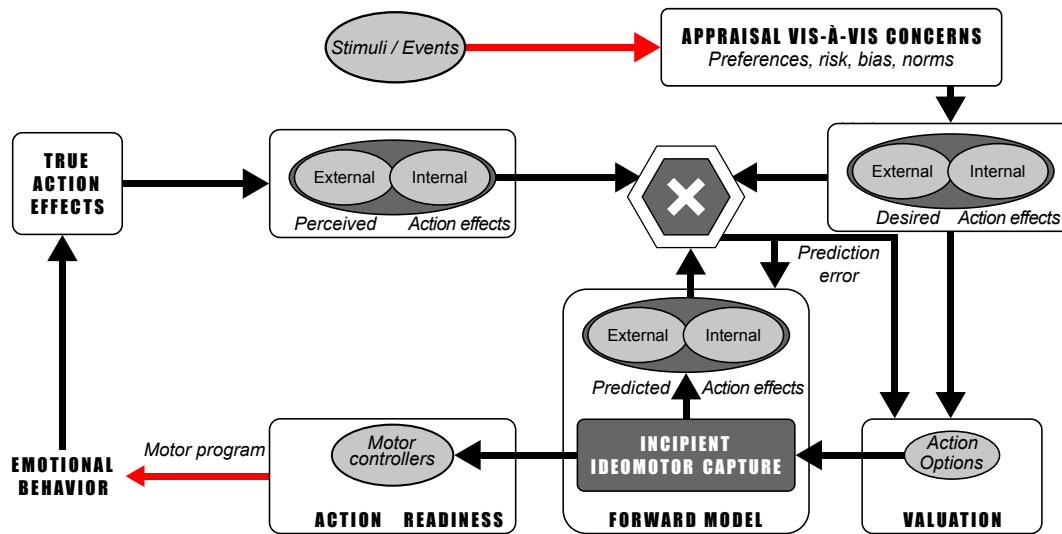 Stimuli / Events
APPRAISAL VIS-À-VIS CONCERNS
Preferences, risk, bias, norms
TRUE
ACTION
EFFECTS
External
Internal
Perceived
Action effects
External
Internal
Desired
Action effects
Prediction
error
External
Internal
Predicted
Action effects
Motor program
Motor
controllers
INCIPIENT
IDEOMOTOR CAPTURE
Action
Options
EMOTIONAL
BEHAVIOR
ACTION READINESS
FORWARD MODEL
VALUATION